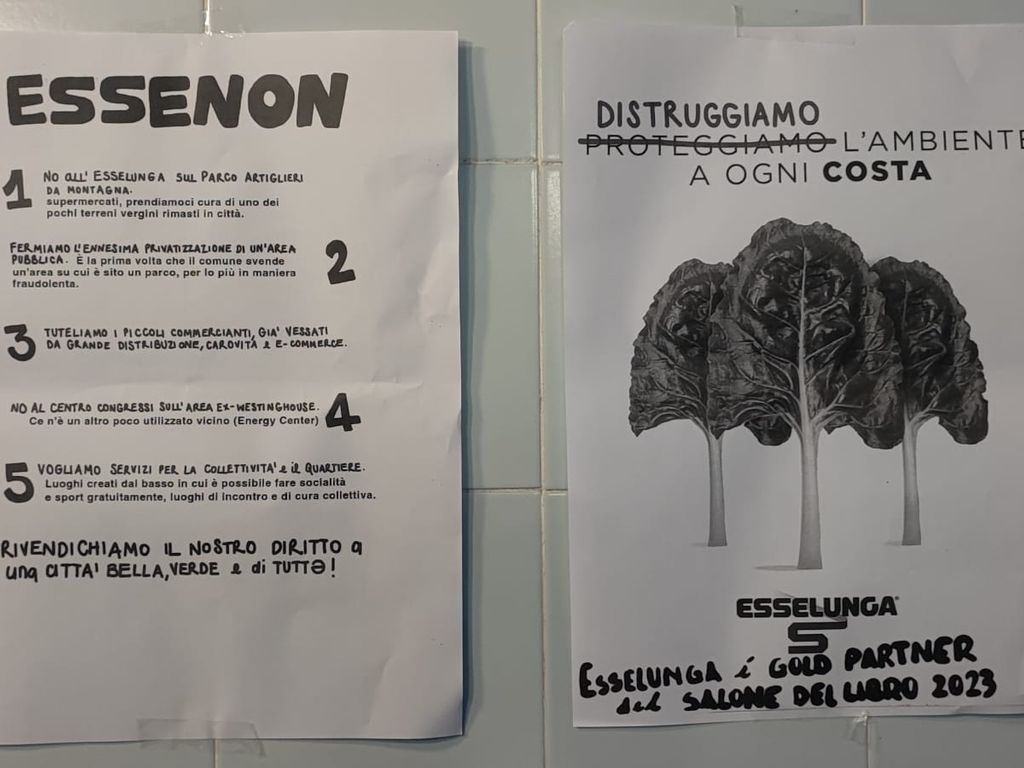 ESSENON
1 NO all' ESSELUNGA SUL PARCO ARTIGLIERI
DA MONTAGNA.
supermercati, prendiamoci cura di uno dei
pochi terreni vergini rimasti in città.
FERMIAMO L'ENNESIMA PRIVATIZZAZIONE DI UN'AREA
PUBBLICA. È la prima volta che il comune svende
un'area su cui è sito un parco, per lo più in maniera
fraudolenta.
2
3 TUTELIAMO I PICCOLI COMMERCIANTI, GIA' VESSATI
DA GRANDE DISTRIBUZIONE, CAROVITA e E-COMMERCE.
NO AL CENTRO CONGRESSI SULL'AREA EX-WESTINGHOUSE.
Ce n'è un altro poco utilizzato vicino (Energy Center)
4
5 VOGLIAMO SERVIZI PER LA COLLETTIVITA' e il QUARTIERE.
Luoghi creati dal basso in cui è possibile fare socialità
e sport gratuitamente, luoghi di incontro e di cura collettiva.
RIVENDICHIAMO IL NOSTRO DIRITTO a
una CITTA' BELLA, VERDE e di TUTTƏ!
DISTRUGGIAMO
PROTEGGIAMO L'AMBIENTE
A OGNI COSTA
ESSELUNGA®
S
ESSELUNGA è GOLD PARTNER
del SALONE DEL LIBRO 2023